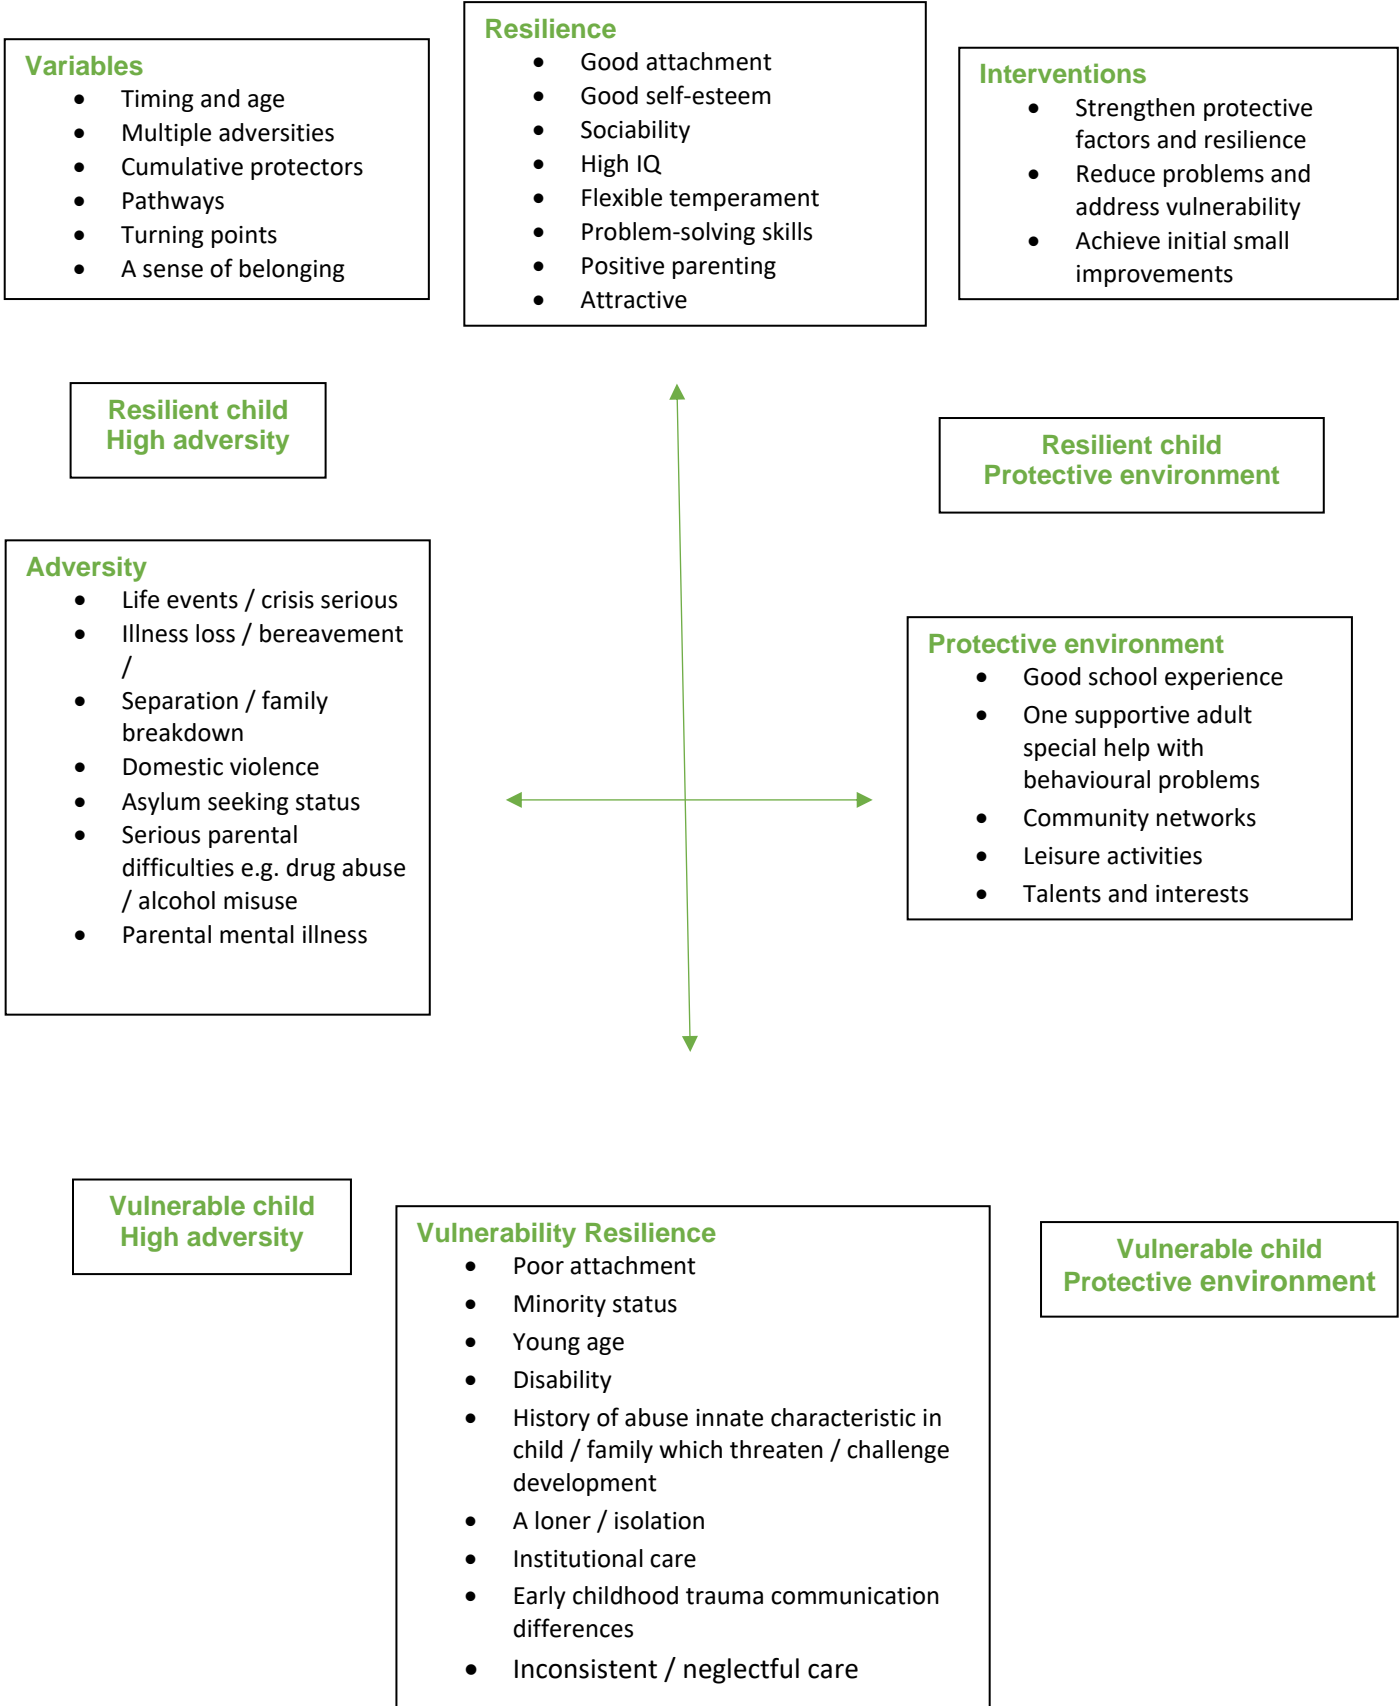 Variables
• Timing and age
• Multiple adversities
• Cumulative protectors
• Pathways
• Turning points
• A sense of belonging
Resilience
• Good attachment
• Good self-esteem
• Sociability
• High IQ
• Flexible temperament
• Problem-solving skills
• Positive parenting
• Attractive
Interventions
• Strengthen protective
factors and resilience
• Reduce problems and
address vulnerability
• Achieve initial small
improvements
Resilient child
High adversity
Resilient child
Protective environment
Adversity
• Life events / crisis serious
• Illness loss / bereavement
/
• Separation / family
breakdown
• Domestic violence
• Asylum seeking status
• Serious parental
difficulties e.g. drug abuse
/ alcohol misuse
• Parental mental illness
Protective environment
• Good school experience
• One supportive adult
special help with
behavioural problems
• Community networks
• Leisure activities
• Talents and interests
Vulnerable child
High adversity
Vulnerability Resilience
• Poor attachment
• Minority status
• Young age
• Disability
• History of abuse innate characteristic in
child / family which threaten / challenge
development
• A loner / isolation
• Institutional care
• Early childhood trauma communication
differences
• Inconsistent / neglectful care
Vulnerable child
Protective environment